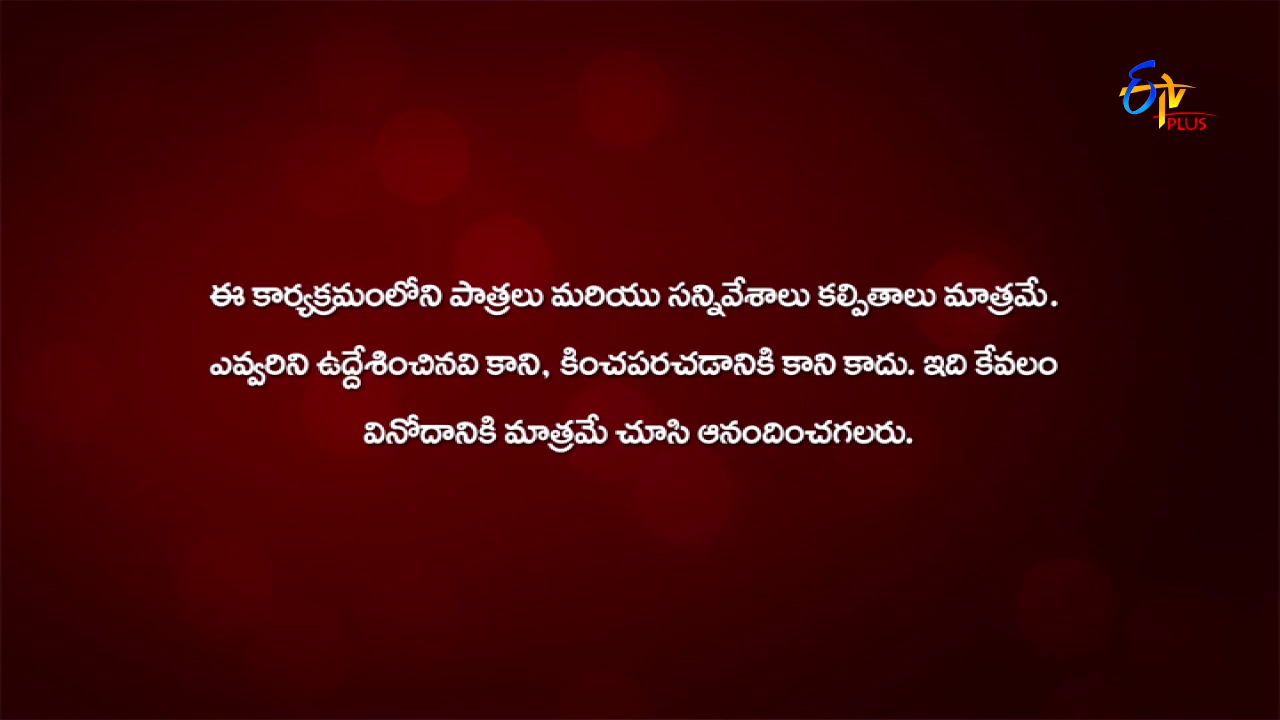 ETV
PLUS
ఈ కార్యక్రమంలోని పాత్రలు మరియు సన్నివేశాలు కల్పితాలు మాత్రమే.
ఎవ్వరిని ఉద్దేశించినవి కాని, కించపరచడానికి కాని కాదు. ఇది కేవలం
వినోదానికి మాత్రమే చూసి ఆనందించగలరు.